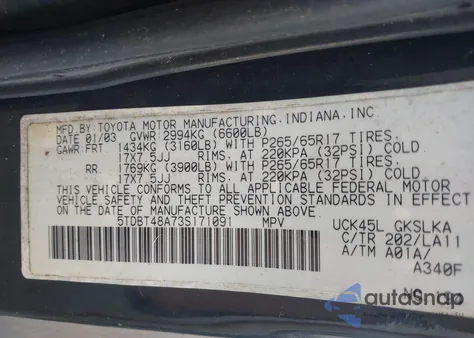 MFD. BY: TOYOTA MOTOR MANUFACTURING. INDIANA. INC.
DATE 01/03 GVWR: 2994KG (6600LB)
GAWR: FRT 1434KG (3160LB) WITH P265/65R17 TIRES.
17X7.5JJ RIMS. AT 220KPA (32PSI) COLD
RR 1769KG (3900LB) WITH P265/65R17 TIRES.
17X7.5JJ RIMS. AT 220KPA (32PSI) COLD
THIS VEHICLE CONFORMS TO ALL APPLICABLE FEDERAL MOTOR
VEHICLE SAFETY AND THEFT PREVENTION STANDARDS IN EFFECT
ON THE DATE OF MANUFACTURE SHOWN ABOVE.
5TDBT48A73S171091 MPV
UCK45L GKSLKA
C/TR 202/LA11
A/TM A01A/
A340F
autoSnap